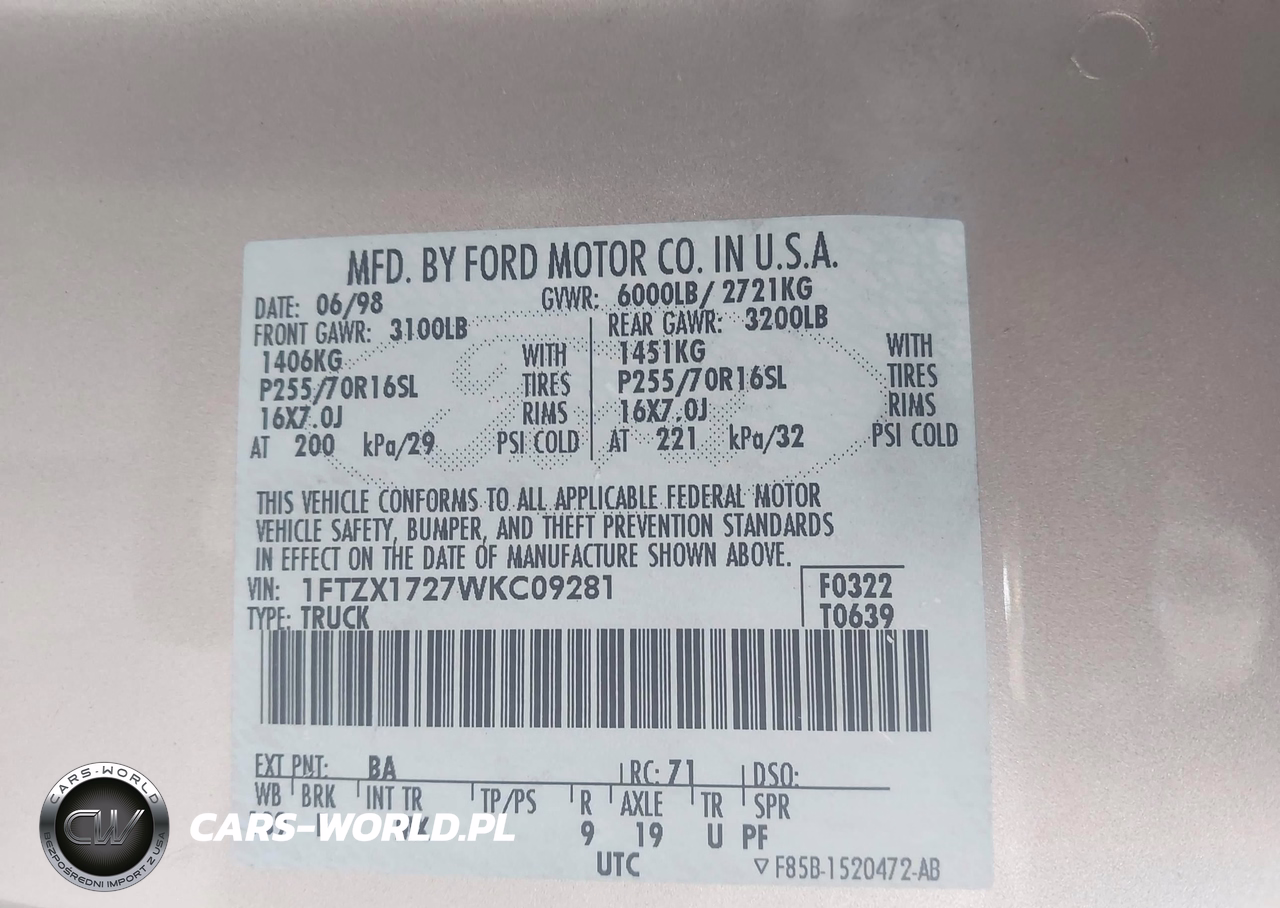 MFD. BY FORD MOTOR CO. IN U.S.A.
DATE: 06/98 GVWR: 6000LB/ 2721KG
FRONT GAWR: 3100LB REAR GAWR: 3200LB
1406KG WITH 1451KG WITH
P255/70R16SL TIRES P255/70R16SL TIRES
16X7.0J RIMS 16X7.0J RIMS
AT 200 kPa/29 PSI COLD AT 221 kPa/32 PSI COLD
THIS VEHICLE CONFORMS TO ALL APPLICABLE FEDERAL MOTOR
VEHICLE SAFETY, BUMPER, AND THEFT PREVENTION STANDARDS
IN EFFECT ON THE DATE OF MANUFACTURE SHOWN ABOVE.
VIN: 1FTZX1727WKC09281 F0322
TYPE: TRUCK T0639
EXT PNT: BA RC: 71 DSO:
WB BRK INT TR TP/PS R AXLE TR SPR
9 19 U PF
UTC F85B-1520472-AB
CARS-WORLD
CW
BEZPOŚREDNI IMPORT Z USA
CARS-WORLD.PL